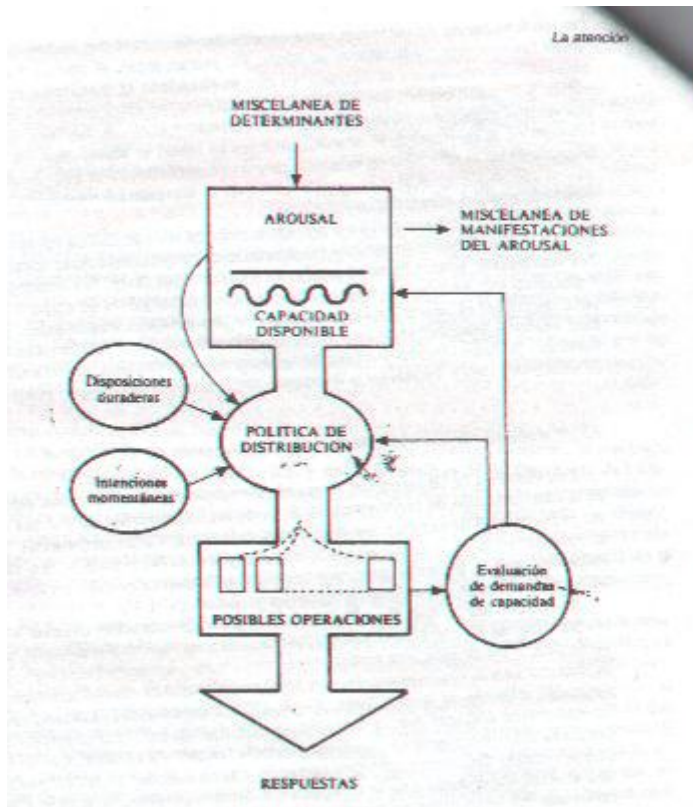 La atención
MISCELANEA DE
DETERMINANTES
AROUSAL
MISCELANEA DE
MANIFESTACIONES
DEL AROUSAL
CAPACIDAD
DISPONIBLE
Disposiciones
duraderas
POLITICA DE
DISTRIBUCIÓN
Intenciones
momentáneas
Evaluación
de demandas
de capacidad
POSIBLES OPERACIONES
RESPUESTAS